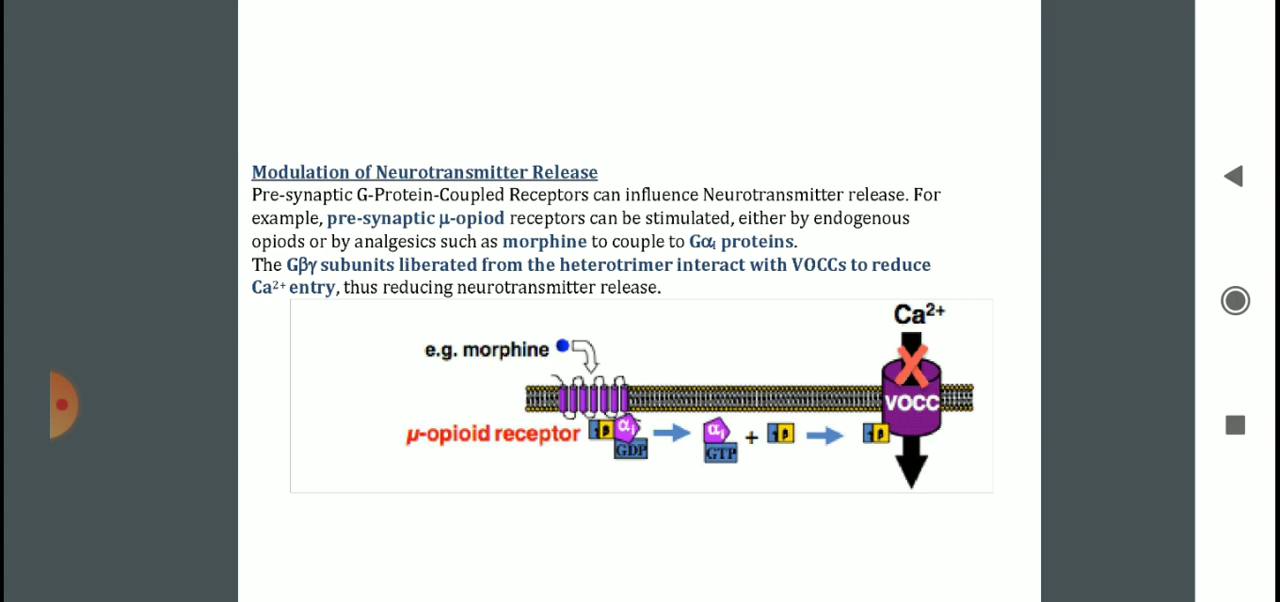 Modulation of Neurotransmitter Release
Pre-synaptic G-Protein-Coupled Receptors can influence Neurotransmitter release. For
example, pre-synaptic μ-opiod receptors can be stimulated, either by endogenous
opiods or by analgesics such as morphine to couple to Gαᵢ proteins.
The Gβγ subunits liberated from the heterotrimer interact with VOCCs to reduce
Ca²⁺ entry, thus reducing neurotransmitter release.
Ca²⁺
e.g. morphine
VOCC
μ-opioid receptor γ β αᵢ αᵢ + γ β γ β
GDP GTP